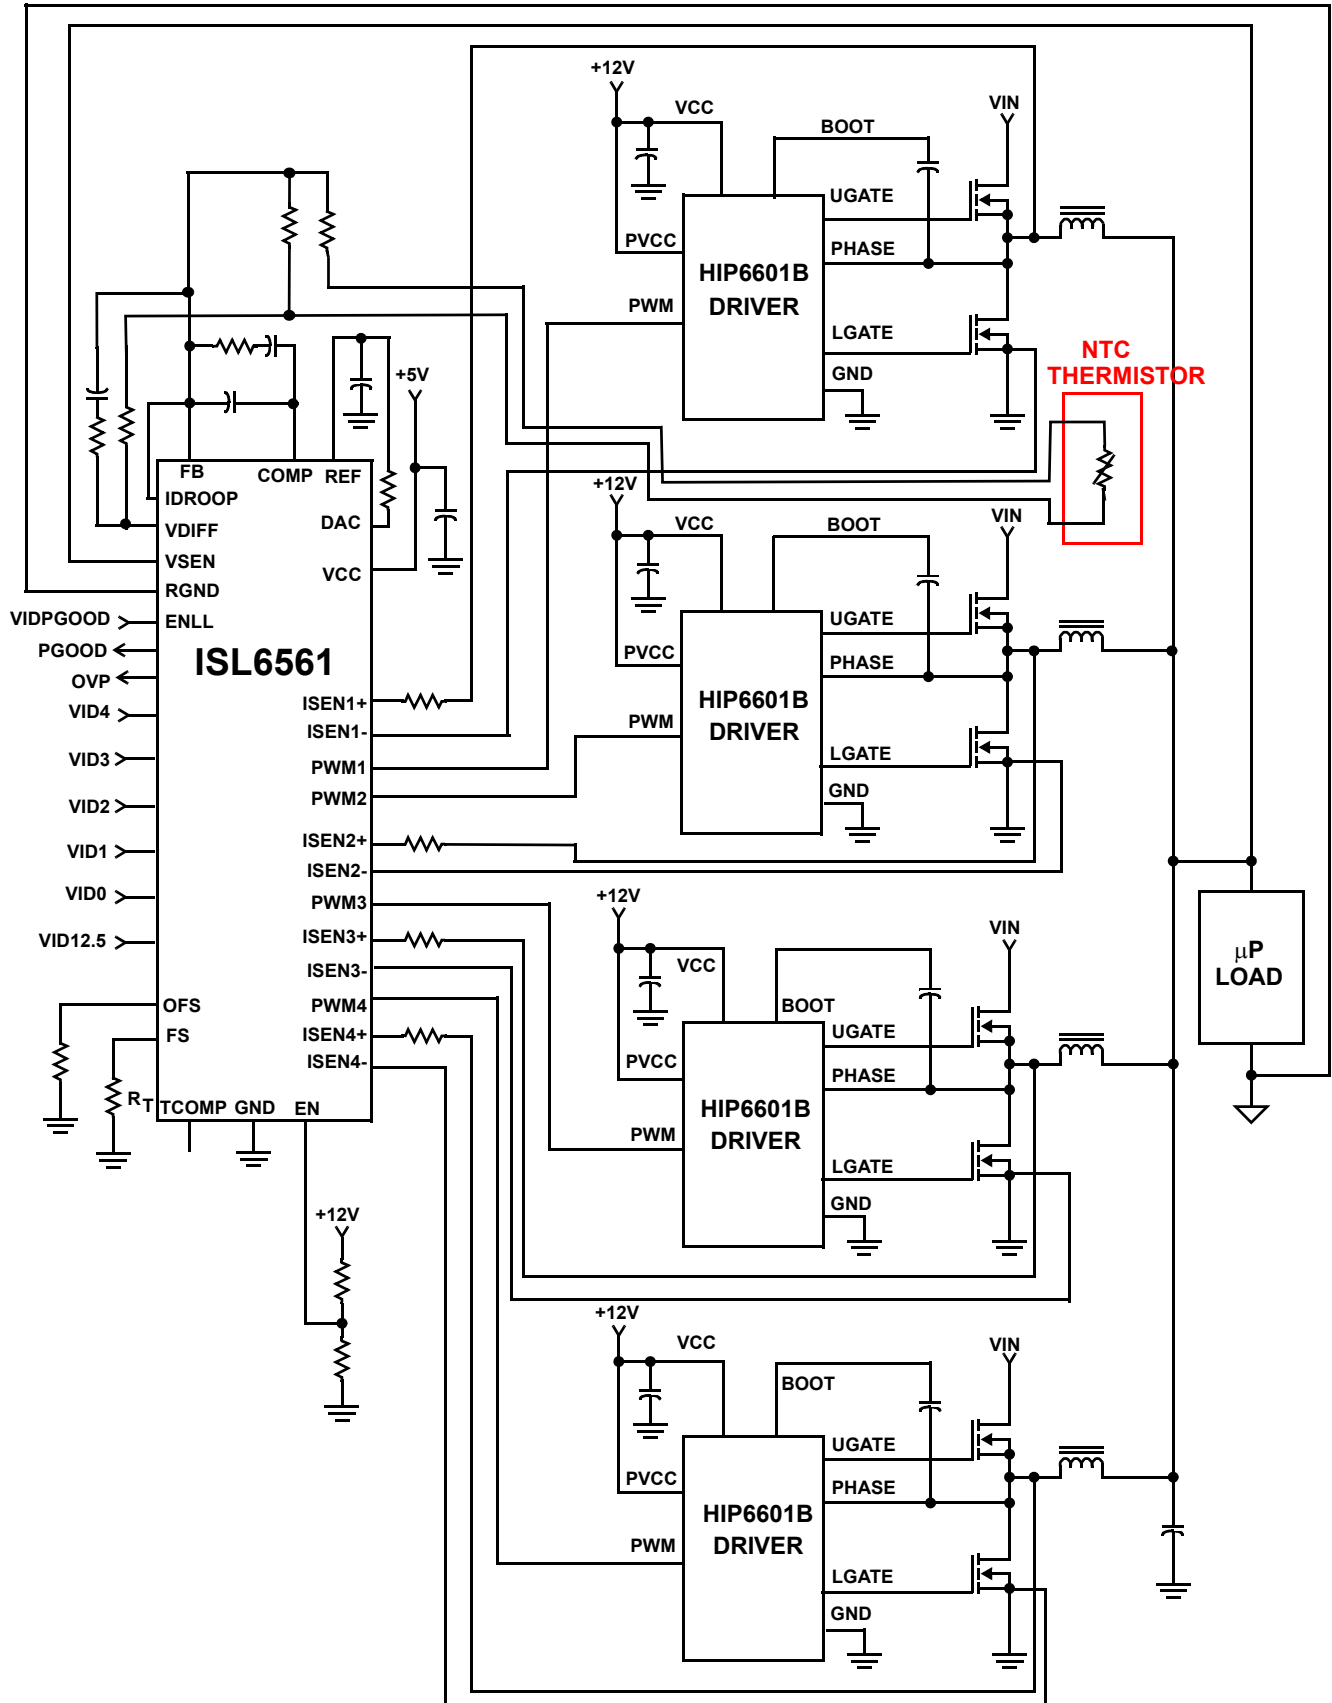 +12V
VCC
VIN
BOOT
UGATE
PVCC
PHASE
HIP6601B
DRIVER
PWM
LGATE
GND
NTC
THERMISTOR
+5V
FB
COMP
REF
IDROOP
DAC
VDIFF
VSEN
VCC
RGND
VIDPGOOD
ENLL
PGOOD
ISL6561
OVP
VID4
ISEN1+
ISEN1-
VID3
PWM1
VID2
PWM2
ISEN2+
VID1
ISEN2-
VID0
PWM3
ISEN3+
VID12.5
ISEN3-
OFS
PWM4
FS
ISEN4+
ISEN4-
RT
TCOMP
GND
EN
+12V
+12V
VCC
VIN
BOOT
UGATE
PVCC
PHASE
HIP6601B
DRIVER
PWM
LGATE
GND
+12V
VCC
VIN
BOOT
UGATE
PVCC
PHASE
HIP6601B
DRIVER
PWM
LGATE
GND
μP
LOAD
+12V
VCC
VIN
BOOT
UGATE
PVCC
PHASE
HIP6601B
DRIVER
PWM
LGATE
GND